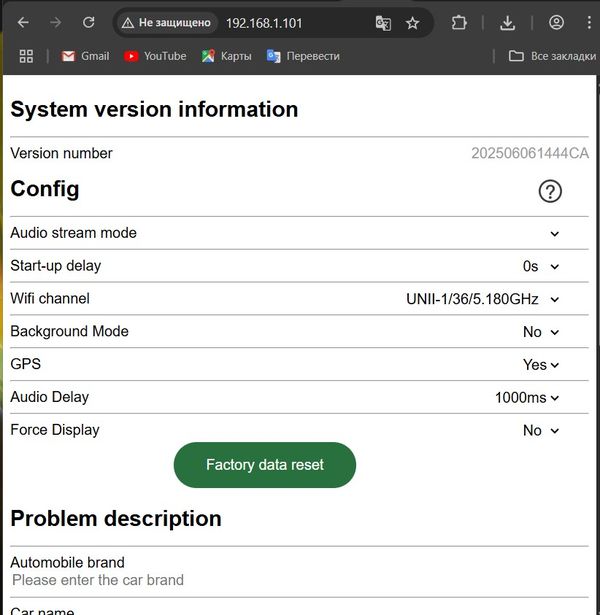 Не защищено 192.168.1.101
Gmail YouTube Карты Перевести Все закладки
System version information
Version number 202506061444CA
Config
Audio stream mode
Start-up delay 0s
Wifi channel UNII-1/36/5.180GHz
Background Mode No
GPS Yes
Audio Delay 1000ms
Force Display No
Factory data reset
Problem description
Automobile brand
Please enter the car brand
Car name